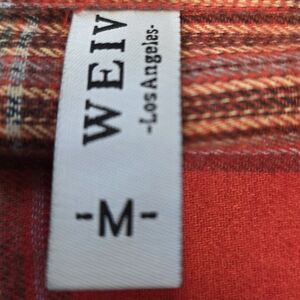 WEIV
-Los Angeles-
-M-